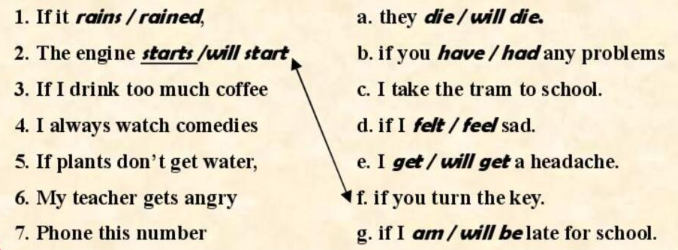 1. If it rains / rained,
2. The engine starts /will start
3. If I drink too much coffee
4. I always watch comedies
5. If plants don't get water,
6. My teacher gets angry
7. Phone this number
a. they die / will die.
b. if you have / had any problems
c. I take the tram to school.
d. if I felt / feel sad.
e. I get / will get a headache.
f. if you turn the key.
g. if I am / will be late for school.